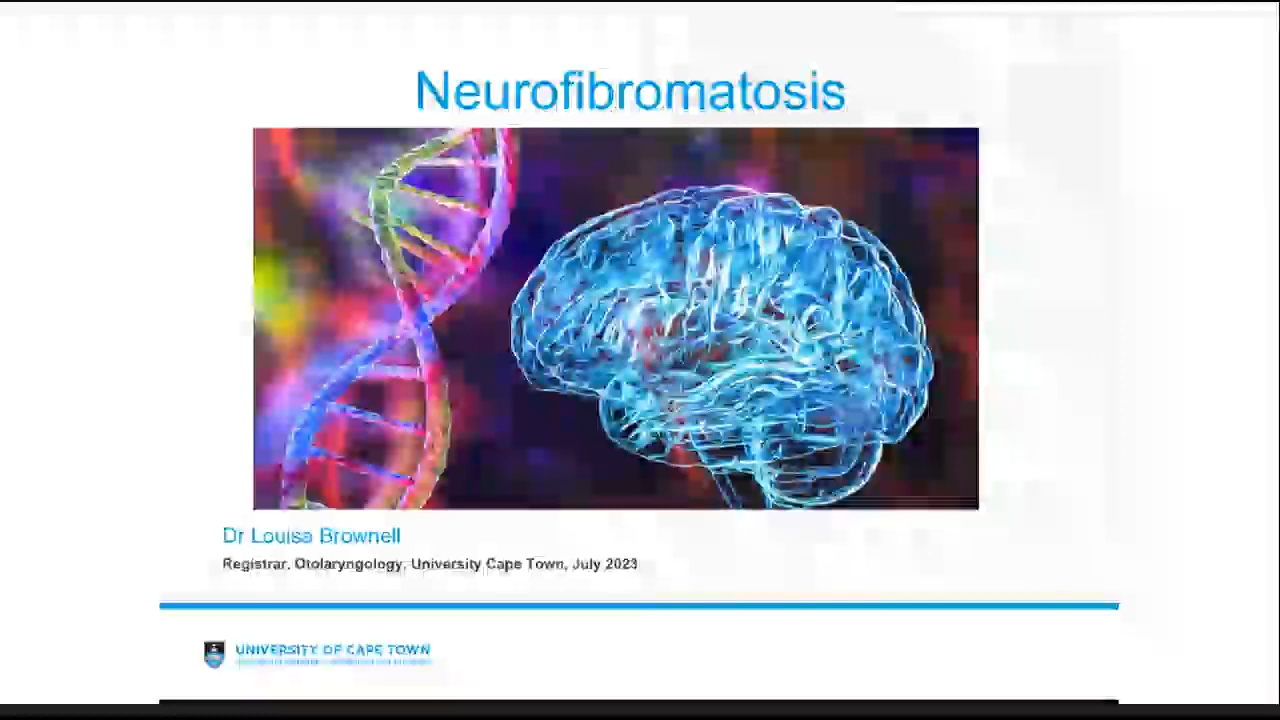 Neurofibromatosis
Dr Louisa Brownell
Registrar, Otolaryngology, University Cape Town, July 2023
UNIVERSITY OF CAPE TOWN